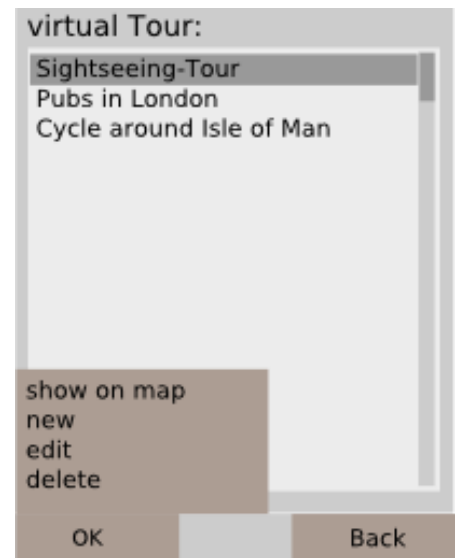 virtual Tour:
Sightseeing-Tour
Pubs in London
Cycle around Isle of Man
show on map
new
edit
delete
OK
Back